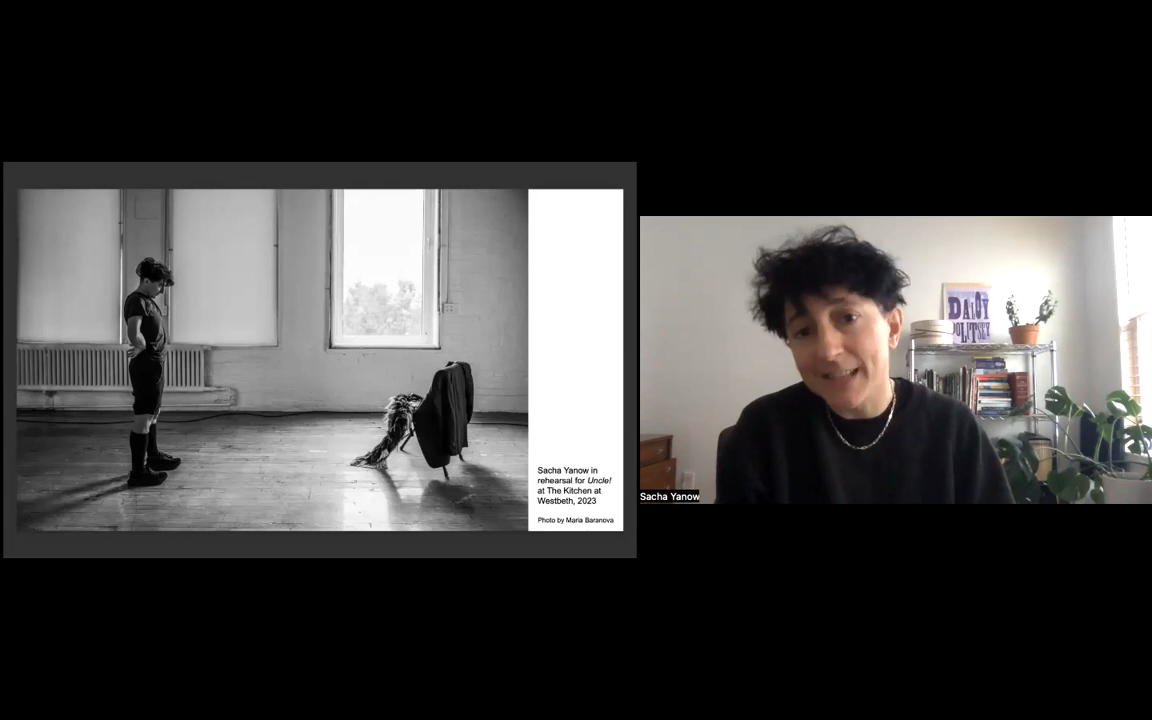 Sacha Yanow in
rehearsal for Uncle!
at The Kitchen at
Westbeth, 2023
Photo by Maria Baranova
Sacha Yanow